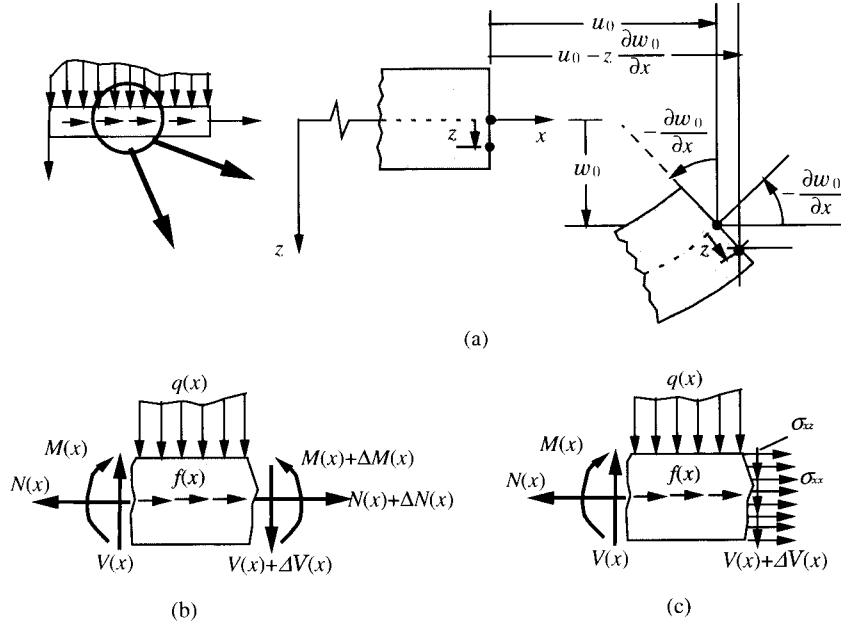 u₀
u₀ − z ∂w₀/∂x
z
x
z
w₀
−∂w₀/∂x
−∂w₀/∂x
z
(a)
q(x)
M(x)
f(x)
M(x)+ΔM(x)
N(x)
N(x)+ΔN(x)
V(x)
V(x)+ΔV(x)
(b)
q(x)
σxz
M(x)
f(x)
σxx
N(x)
V(x)
V(x)+ΔV(x)
(c)